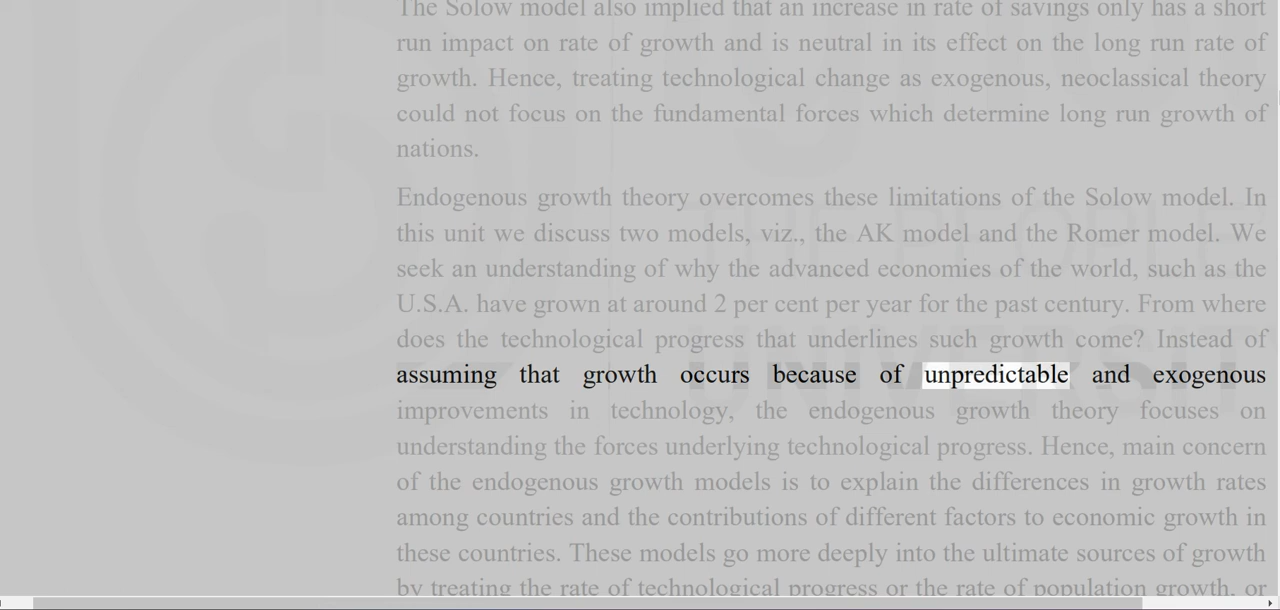 The Solow model also implied that an increase in rate of savings only has a short
run impact on rate of growth and is neutral in its effect on the long run rate of
growth. Hence, treating technological change as exogenous, neoclassical theory
could not focus on the fundamental forces which determine long run growth of
nations.
Endogenous growth theory overcomes these limitations of the Solow model. In
this unit we discuss two models, viz., the AK model and the Romer model. We
seek an understanding of why the advanced economies of the world, such as the
U.S.A. have grown at around 2 per cent per year for the past century. From where
does the technological progress that underlines such growth come? Instead of
assuming that growth occurs because of unpredictable and exogenous
improvements in technology, the endogenous growth theory focuses on
understanding the forces underlying technological progress. Hence, main concern
of the endogenous growth models is to explain the differences in growth rates
among countries and the contributions of different factors to economic growth in
these countries. These models go more deeply into the ultimate sources of growth
by treating the rate of technological progress or the rate of population growth, or
THE PEOPLE
UNIVERSIT